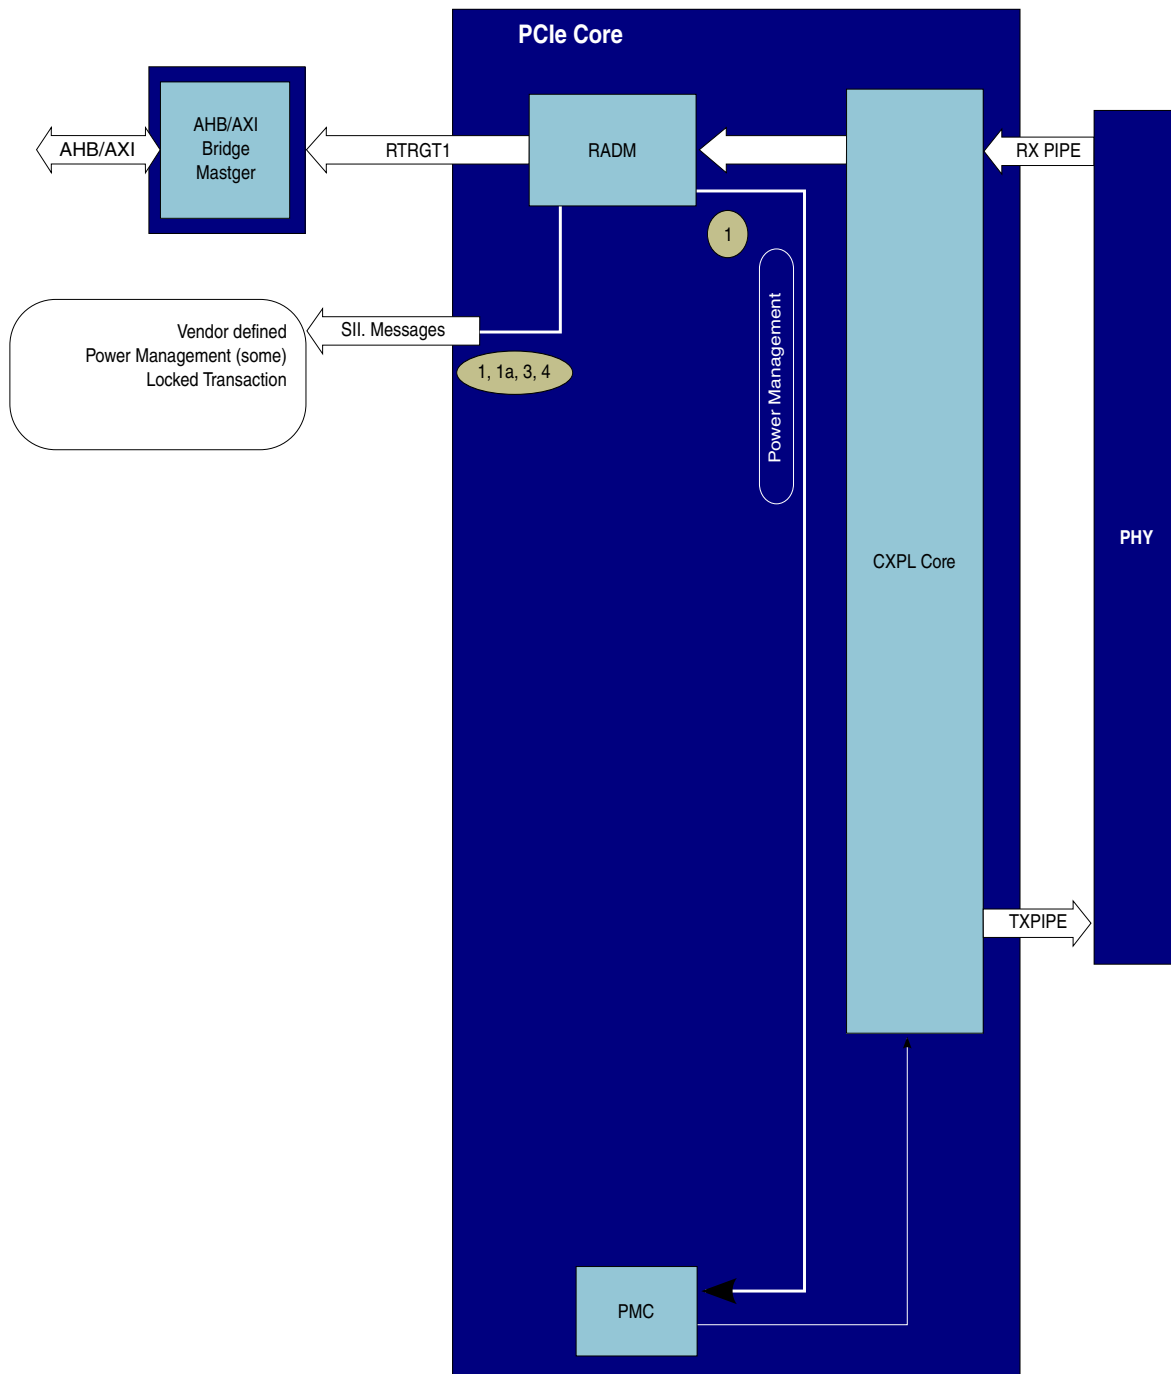 PCIe Core
AHB/AXI
AHB/AXI
Bridge
Mastger
RTRGT1
RADM
RX PIPE
1
Vendor defined
Power Management (some)
Locked Transaction
SII. Messages
1, 1a, 3, 4
Power Management
CXPL Core
PHY
TXPIPE
PMC